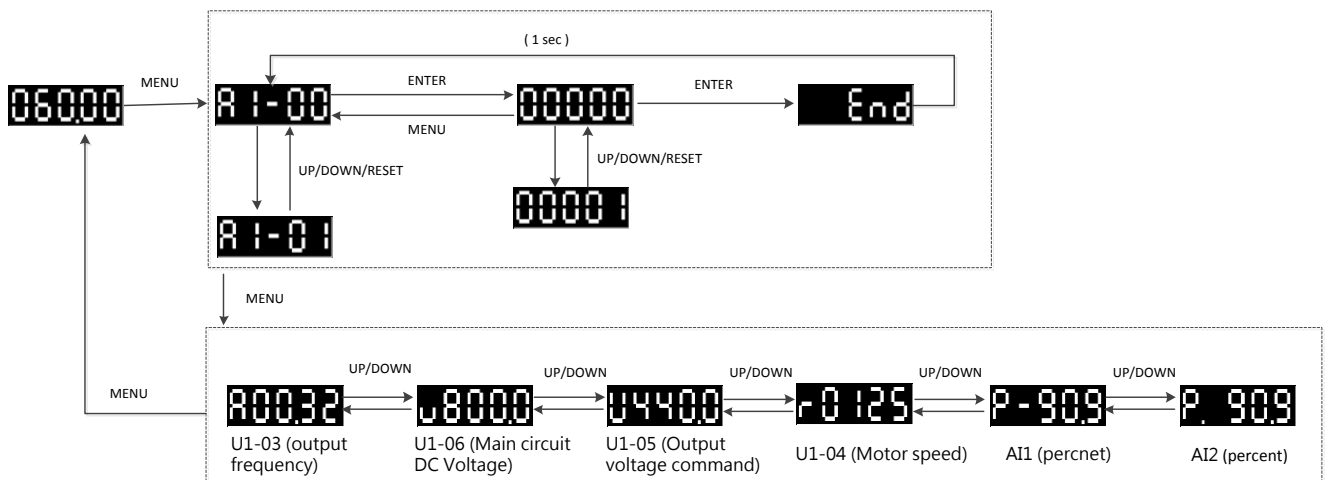 ( 1 sec )
060.00
MENU
A1-00
ENTER
MENU
00000
ENTER
End
UP/DOWN/RESET
UP/DOWN/RESET
A1-01
00001
MENU
MENU
UP/DOWN
UP/DOWN
UP/DOWN
UP/DOWN
UP/DOWN
A003.2
u800.0
U440.0
r0125
P-90.9
P. 90.9
U1-03 (output
frequency)
U1-06 (Main circuit
DC Voltage)
U1-05 (Output
voltage command)
U1-04 (Motor speed)
AI1 (percnet)
AI2 (percent)